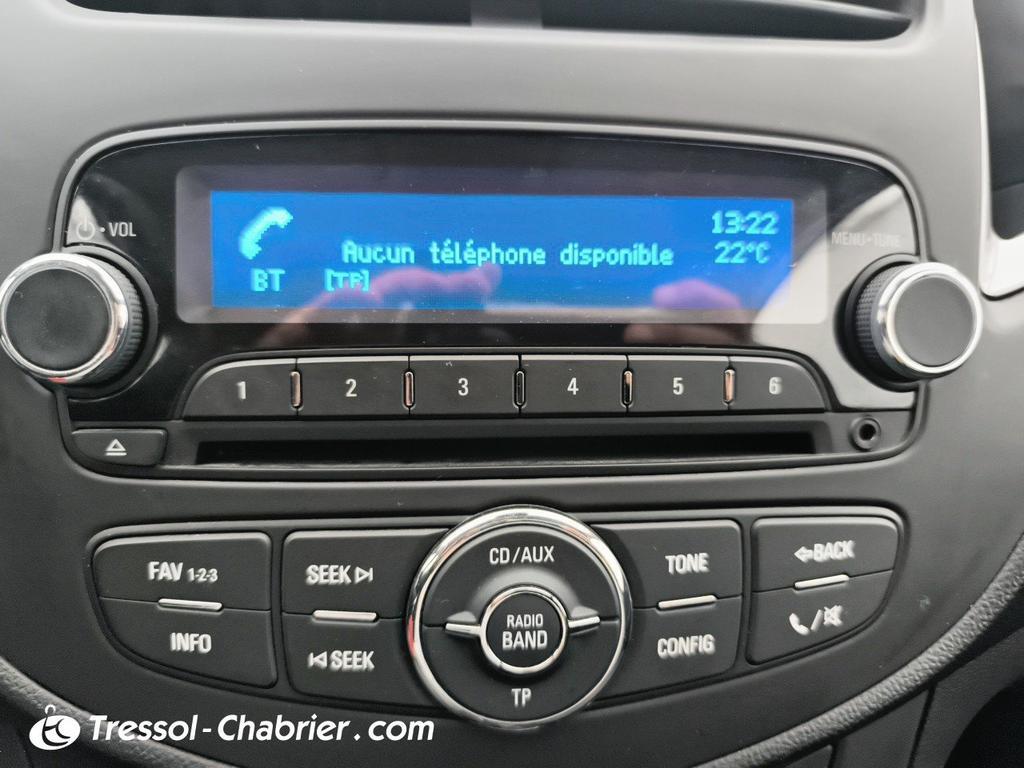 VOL
13:22
MENU-TUNE
Aucun téléphone disponible 22°C
BT [TP]
1 2 3 4 5 6
CD/AUX
FAV 1-2-3 SEEK TONE BACK
RADIO
BAND
INFO SEEK CONFIG
TP
Tressol-Chabrier.com